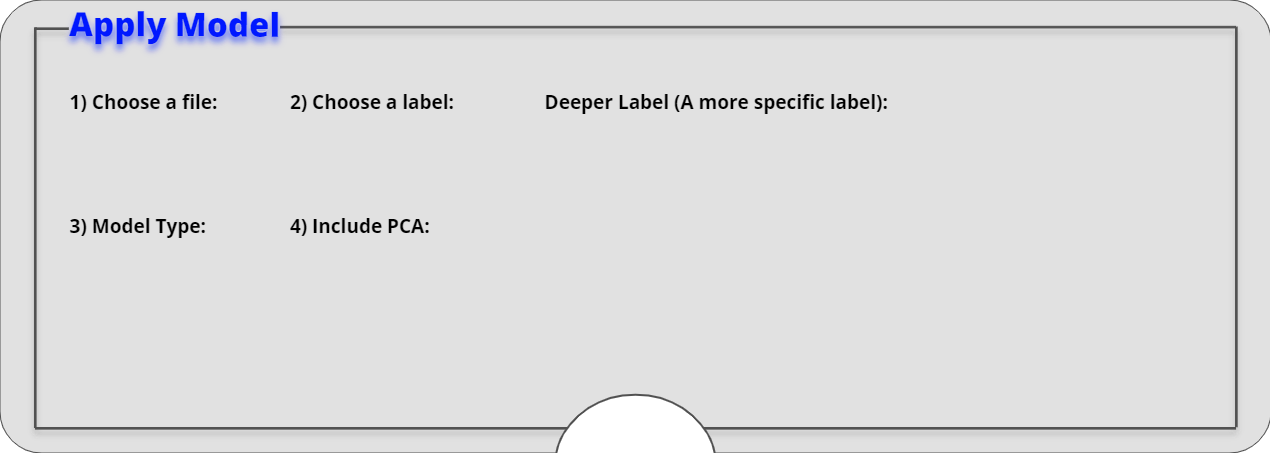 Apply Model
1) Choose a file: 2) Choose a label: Deeper Label (A more specific label):
3) Model Type: 4) Include PCA: